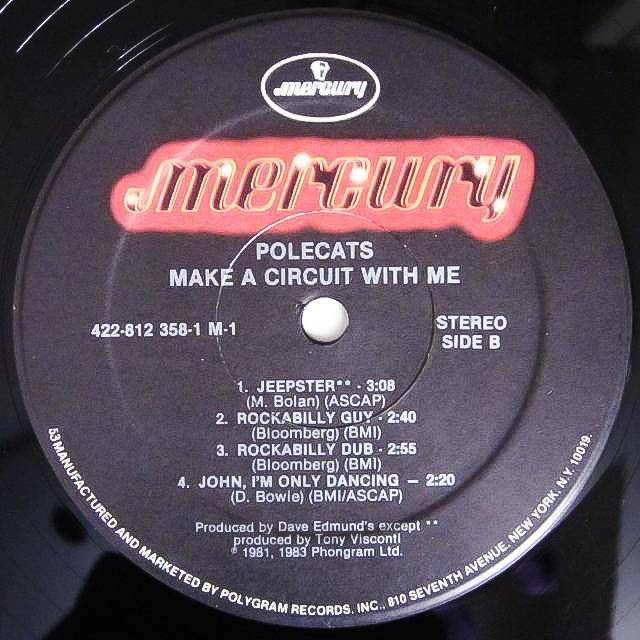 mercury
mercury
POLECATS
MAKE A CIRCUIT WITH ME
422-812 358-1 M-1
STEREO
SIDE B
1. JEEPSTER** - 3:08
(M. Bolan) (ASCAP)
2. ROCKABILLY GUY - 2:40
(Bloomberg) (BMI)
3. ROCKABILLY DUB - 2:55
(Bloomberg) (BMI)
4. JOHN, I'M ONLY DANCING — 2:20
(D. Bowie) (BMI/ASCAP)
Produced by Dave Edmund's except **
produced by Tony Visconti
℗ 1981, 1983 Phongram Ltd.
53 MANUFACTURED AND MARKETED BY POLYGRAM RECORDS, INC., 810 SEVENTH AVENUE, NEW YORK, N.Y. 10019.